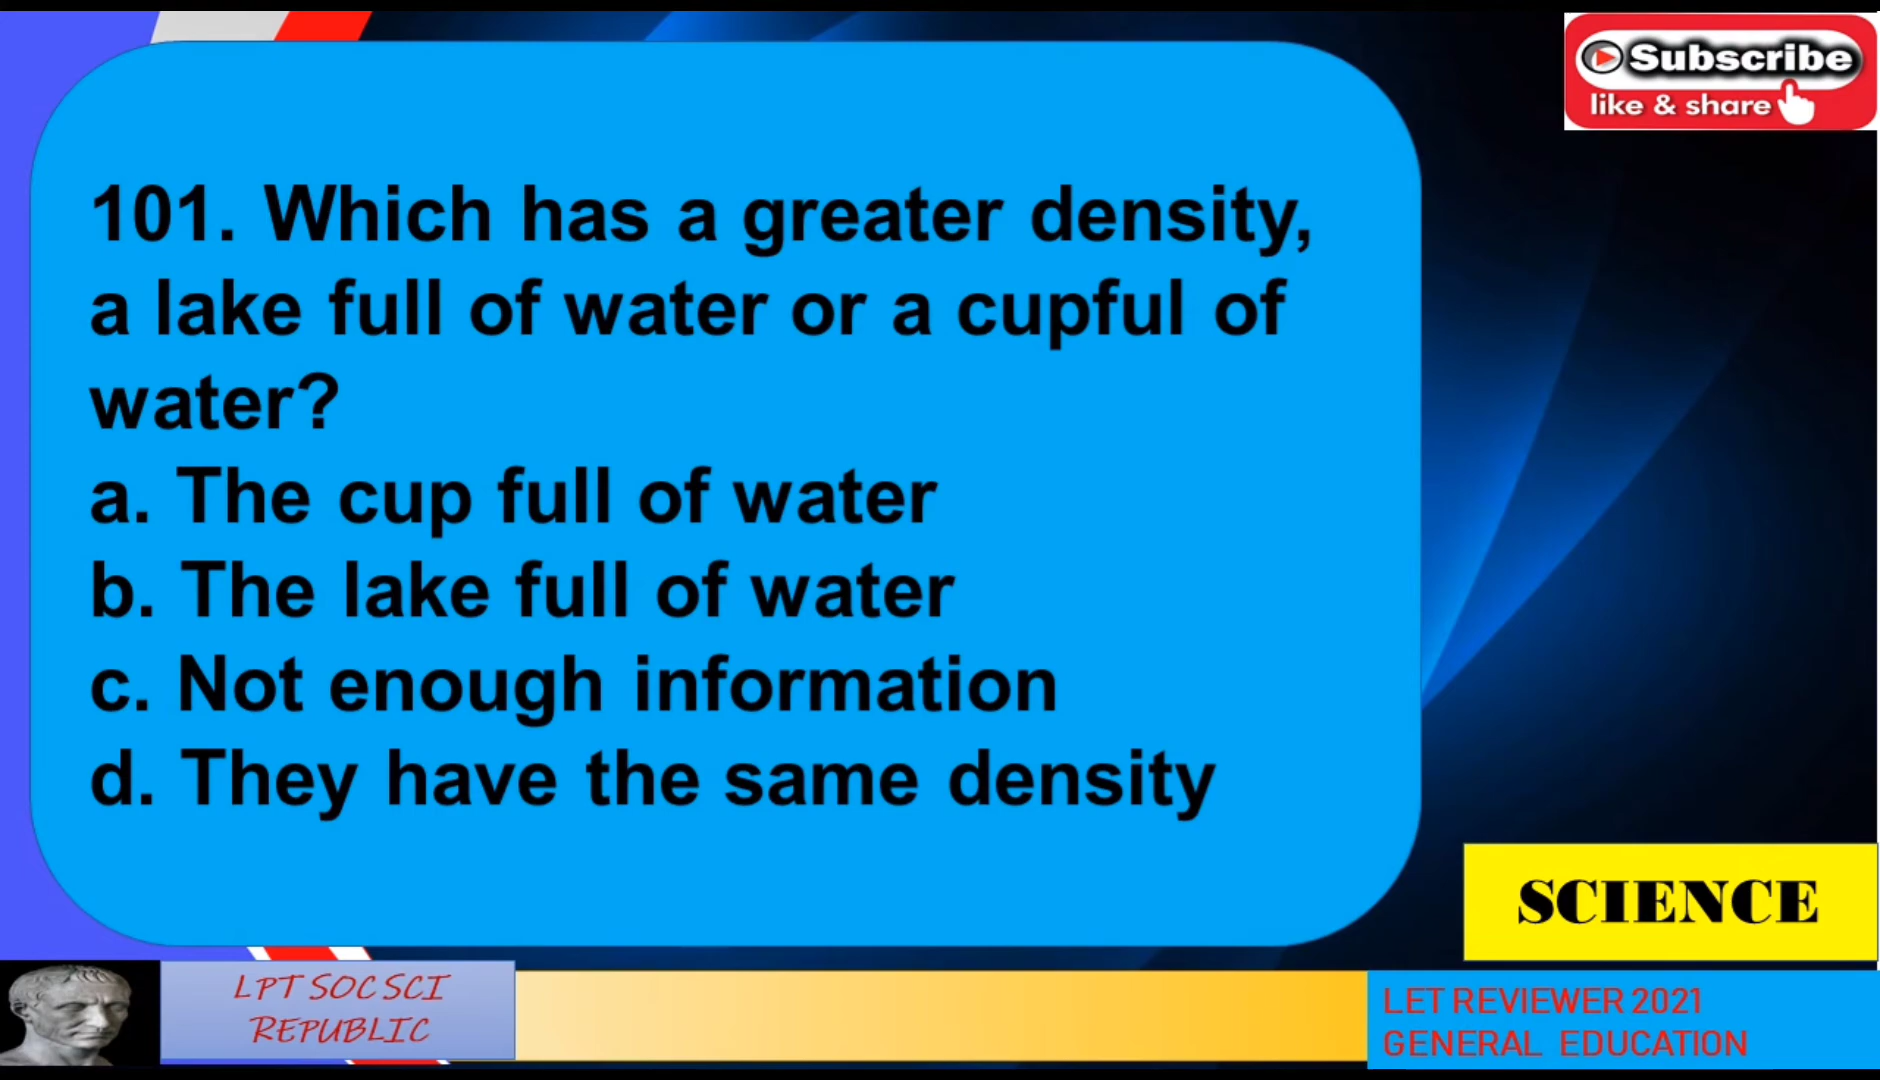 Subscribe
like & share
101. Which has a greater density,
a lake full of water or a cupful of
water?
a. The cup full of water
b. The lake full of water
c. Not enough information
d. They have the same density
SCIENCE
LPT SOC SCI
REPUBLIC
LET REVIEWER 2021
GENERAL EDUCATION